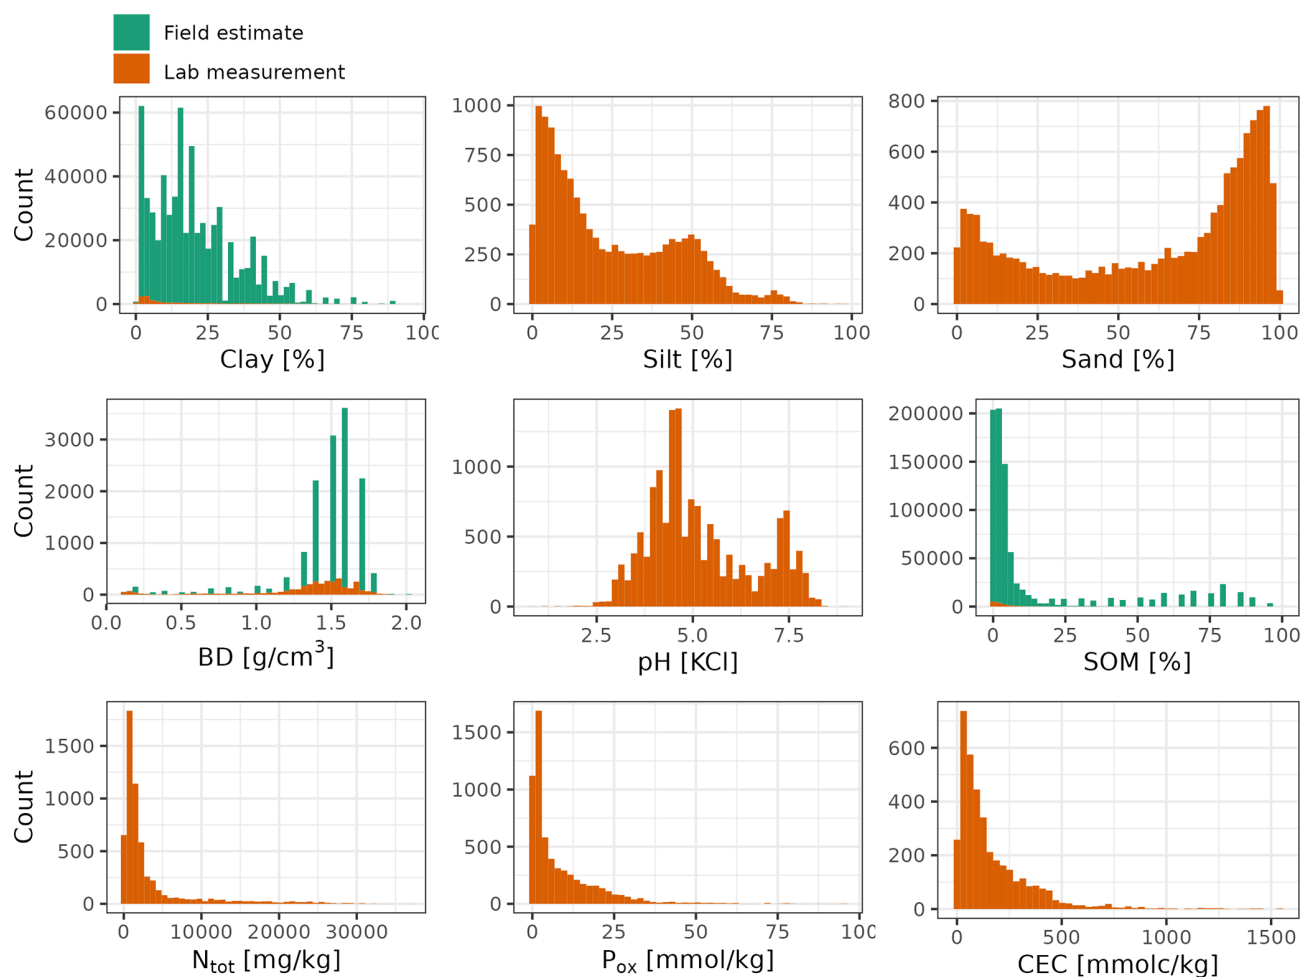 Field estimate
Lab measurement
Count
60000
40000
20000
0
0 25 50 75 100
Clay [%]
1000
750
500
250
0
0 25 50 75 100
Silt [%]
800
600
400
200
0
0 25 50 75 100
Sand [%]
Count
3000
2000
1000
0
0.0 0.5 1.0 1.5 2.0
BD [g/cm³]
1000
500
0
2.5 5.0 7.5
pH [KCl]
200000
150000
100000
50000
0
0 25 50 75 100
SOM [%]
Count
1500
1000
500
0
0 10000 20000 30000
Ntot [mg/kg]
1500
1000
500
0
0 25 50 75 100
Pox [mmol/kg]
600
400
200
0
0 500 1000 1500
CEC [mmolc/kg]